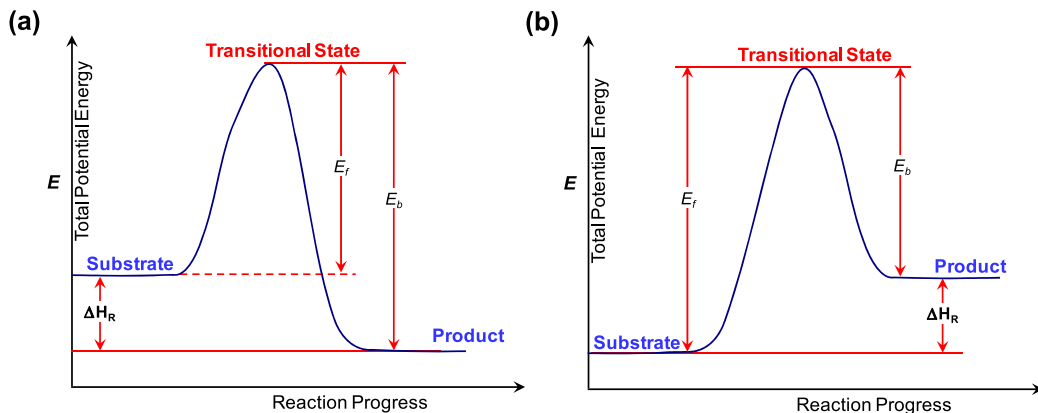 (a)
Transitional State
Total Potential Energy
E
E_f
E_b
Substrate
ΔH_R
Product
Reaction Progress
(b)
Transitional State
Total Potential Energy
E
E_f
E_b
Product
ΔH_R
Substrate
Reaction Progress